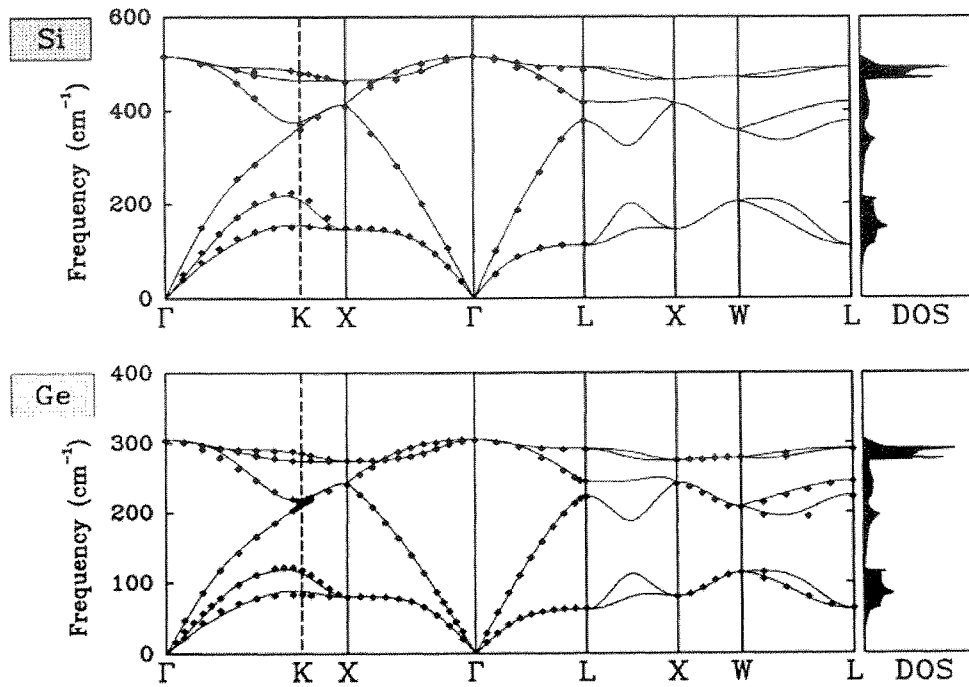 Si
Frequency (cm⁻¹)
600
400
200
0
Γ K X Γ L X W L DOS
Ge
Frequency (cm⁻¹)
400
300
200
100
0
Γ K X Γ L X W L DOS